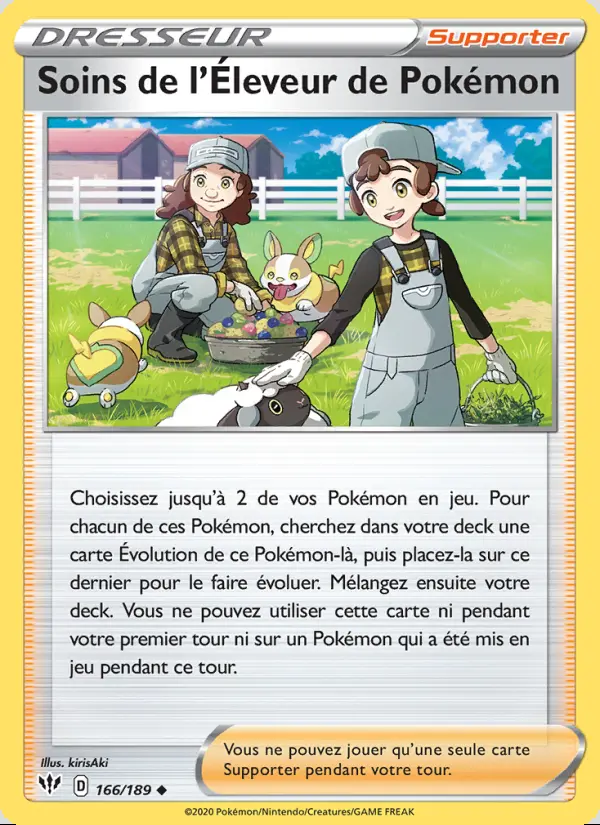 DRESSEUR
Supporter
Soins de l'Éleveur de Pokémon
Choisissez jusqu'à 2 de vos Pokémon en jeu. Pour
chacun de ces Pokémon, cherchez dans votre deck une
carte Évolution de ce Pokémon-là, puis placez-la sur ce
dernier pour le faire évoluer. Mélangez ensuite votre
deck. Vous ne pouvez utiliser cette carte ni pendant
votre premier tour ni sur un Pokémon qui a été mis en
jeu pendant ce tour.
Illus. kirisAki
Vous ne pouvez jouer qu'une seule carte
Supporter pendant votre tour.
D 166/189
©2020 Pokémon/Nintendo/Creatures/GAME FREAK